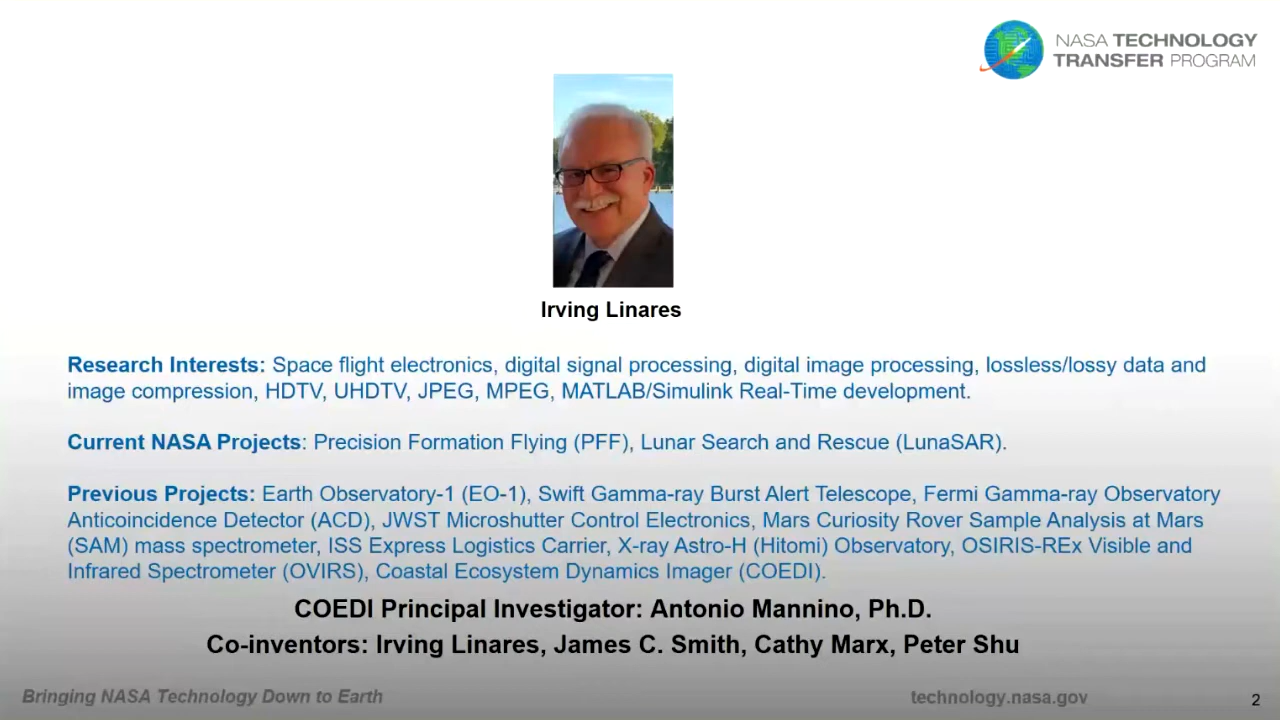 NASA TECHNOLOGY
TRANSFER PROGRAM
Irving Linares
Research Interests: Space flight electronics, digital signal processing, digital image processing, lossless/lossy data and
image compression, HDTV, UHDTV, JPEG, MPEG, MATLAB/Simulink Real-Time development.
Current NASA Projects: Precision Formation Flying (PFF), Lunar Search and Rescue (LunaSAR).
Previous Projects: Earth Observatory-1 (EO-1), Swift Gamma-ray Burst Alert Telescope, Fermi Gamma-ray Observatory
Anticoincidence Detector (ACD), JWST Microshutter Control Electronics, Mars Curiosity Rover Sample Analysis at Mars
(SAM) mass spectrometer, ISS Express Logistics Carrier, X-ray Astro-H (Hitomi) Observatory, OSIRIS-REx Visible and
Infrared Spectrometer (OVIRS), Coastal Ecosystem Dynamics Imager (COEDI).
COEDI Principal Investigator: Antonio Mannino, Ph.D.
Co-inventors: Irving Linares, James C. Smith, Cathy Marx, Peter Shu
Bringing NASA Technology Down to Earth
technology.nasa.gov
2